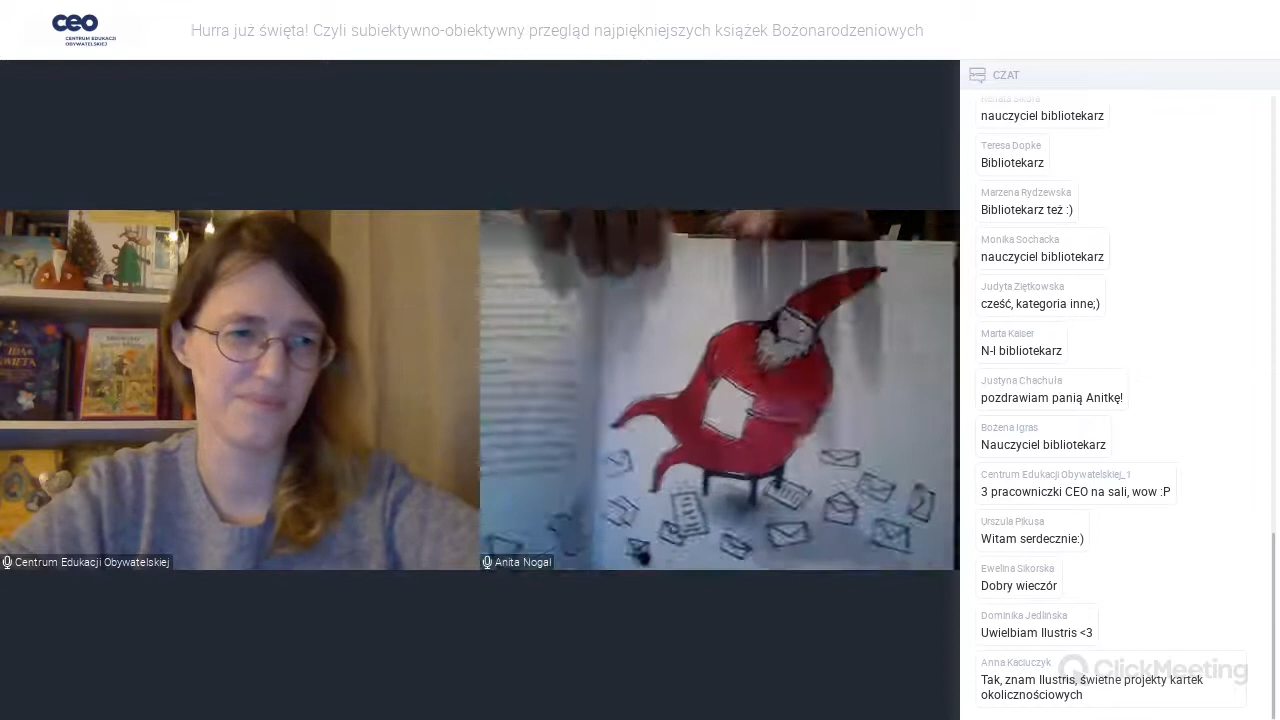 ceo
CENTRUM EDUKACJI
OBYWATELSKIEJ
Hurra już święta! Czyli subiektywno-obiektywny przegląd najpiękniejszych książek Bożonarodzeniowych
CZAT
Renata Sikora
nauczyciel bibliotekarz
Teresa Dopke
Bibliotekarz
Marzena Rydzewska
Bibliotekarz też :)
Monika Sochacka
nauczyciel bibliotekarz
Judyta Ziętkowska
cześć, kategoria inne;)
Marta Kaiser
N-l bibliotekarz
Justyna Chachuła
pozdrawiam panią Anitkę!
Bożena Igras
Nauczyciel bibliotekarz
Centrum Edukacji Obywatelskiej_1
3 pracowniczki CEO na sali, wow :P
Urszula Pikusa
Witam serdecznie:)
Ewelina Sikorska
Dobry wieczór
Dominika Jedlińska
Uwielbiam Ilustris <3
Anna Kaciuczyk
Tak, znam Ilustris, świetne projekty kartek
okolicznościowych
ClickMeeting
Centrum Edukacji Obywatelskiej
Anita Nogal